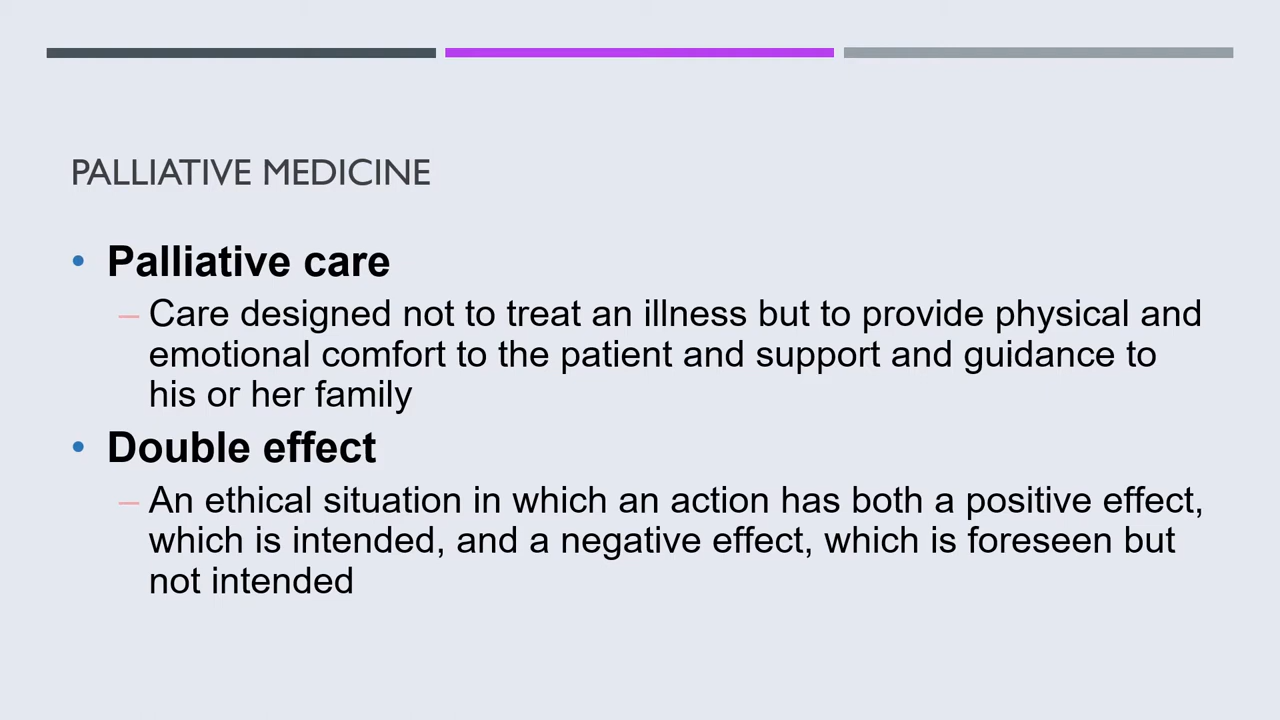 PALLIATIVE MEDICINE
• Palliative care
– Care designed not to treat an illness but to provide physical and
emotional comfort to the patient and support and guidance to
his or her family
• Double effect
– An ethical situation in which an action has both a positive effect,
which is intended, and a negative effect, which is foreseen but
not intended